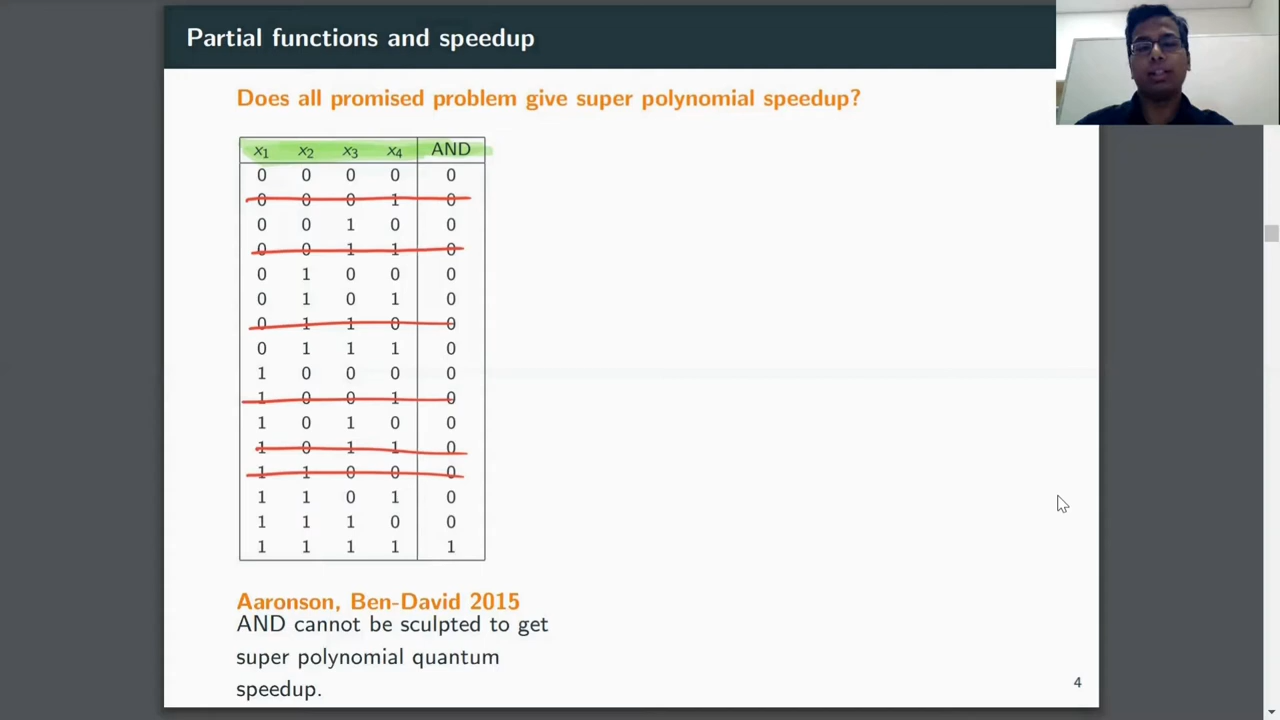 Partial functions and speedup
Does all promised problem give super polynomial speedup?
x1 x2 x3 x4 AND
0 0 0 0 0
0 0 0 1 0
0 0 1 0 0
0 0 1 1 0
0 1 0 0 0
0 1 0 1 0
0 1 1 0 0
0 1 1 1 0
1 0 0 0 0
1 0 0 1 0
1 0 1 0 0
1 0 1 1 0
1 1 0 0 0
1 1 0 1 0
1 1 1 0 0
1 1 1 1 1
Aaronson, Ben-David 2015
AND cannot be sculpted to get
super polynomial quantum
speedup.
4